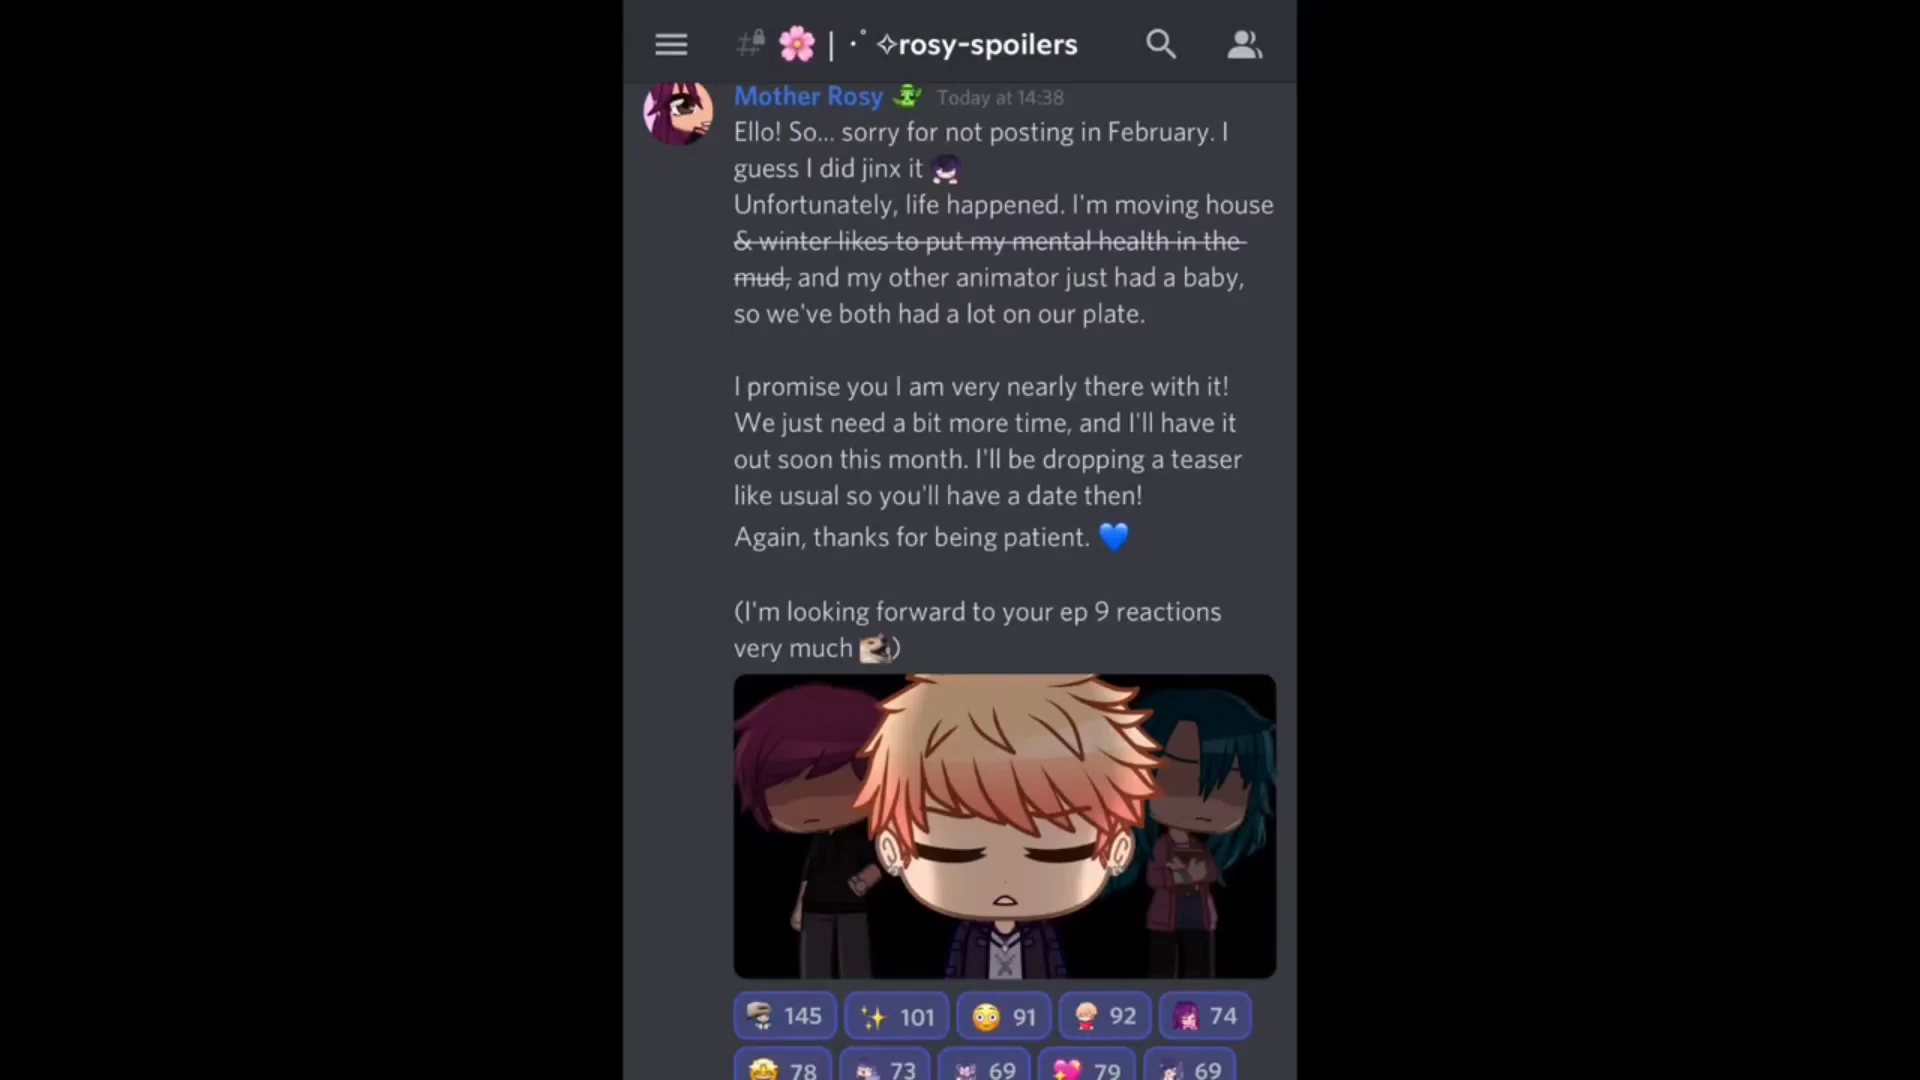 🌸 | ·˚ ✧rosy-spoilers
Mother Rosy Today at 14:38
Ello! So... sorry for not posting in February. I
guess I did jinx it
Unfortunately, life happened. I'm moving house
& winter likes to put my mental health in the
mud, and my other animator just had a baby,
so we've both had a lot on our plate.
I promise you I am very nearly there with it!
We just need a bit more time, and I'll have it
out soon this month. I'll be dropping a teaser
like usual so you'll have a date then!
Again, thanks for being patient. 💙
(I'm looking forward to your ep 9 reactions
very much )
145 ✨ 101 😳 91 92 74
🤩 78 73 69 💖 79 69